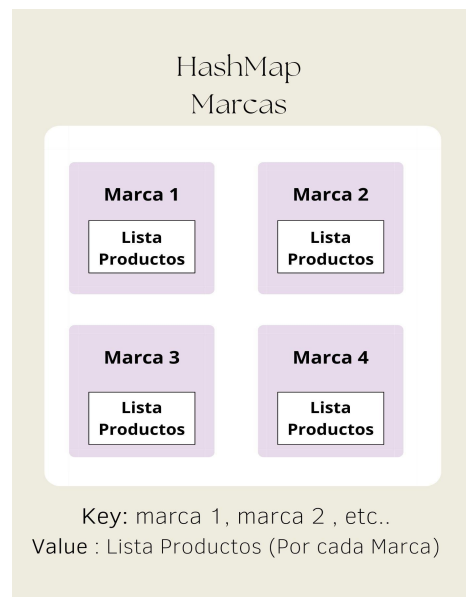 HashMap
Marcas
Marca 1
Lista
Productos
Marca 2
Lista
Productos
Marca 3
Lista
Productos
Marca 4
Lista
Productos
Key: marca 1, marca 2 , etc..
Value : Lista Productos (Por cada Marca)